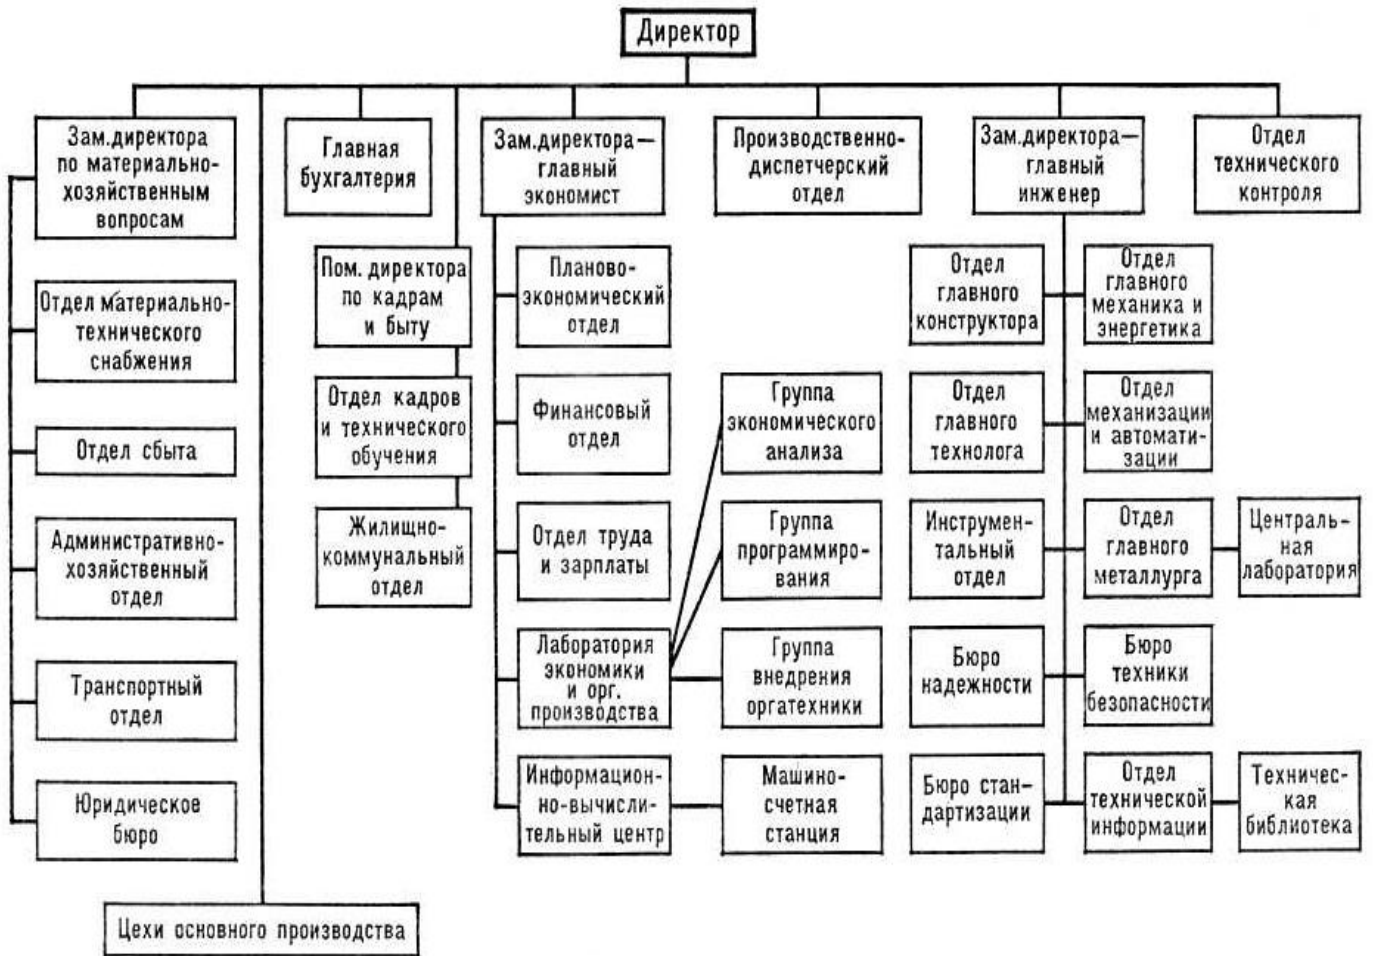 Директор
Зам.директора
по материально-
хозяйственным
вопросам
Главная
бухгалтерия
Зам.директора—
главный
экономист
Производственно-
диспетчерский
отдел
Зам.директора—
главный
инженер
Отдел
технического
контроля
Отдел материально-
технического
снабжения
Отдел сбыта
Административно-
хозяйственный
отдел
Транспортный
отдел
Юридическое
бюро
Пом. директора
по кадрам
и быту
Отдел кадров
и технического
обучения
Жилищно-
коммунальный
отдел
Планово-
экономический
отдел
Финансовый
отдел
Отдел труда
и зарплаты
Лаборатория
экономики
и орг.
производства
Информацион-
но-вычисли-
тельный центр
Группа
экономического
анализа
Группа
программиро-
вания
Группа
внедрения
оргатехники
Машино-
счетная
станция
Отдел
главного
конструктора
Отдел
главного
механика и
энергетика
Отдел
главного
технолога
Отдел
механизации
и автомати-
зации
Инструмен-
тальный
отдел
Отдел
главного
металлурга
Централь-
ная
лаборатория
Бюро
надежности
Бюро
техники
безопасности
Бюро стан-
дартизации
Отдел
технической
информации
Техничес-
кая
библиотека
Цехи основного производства